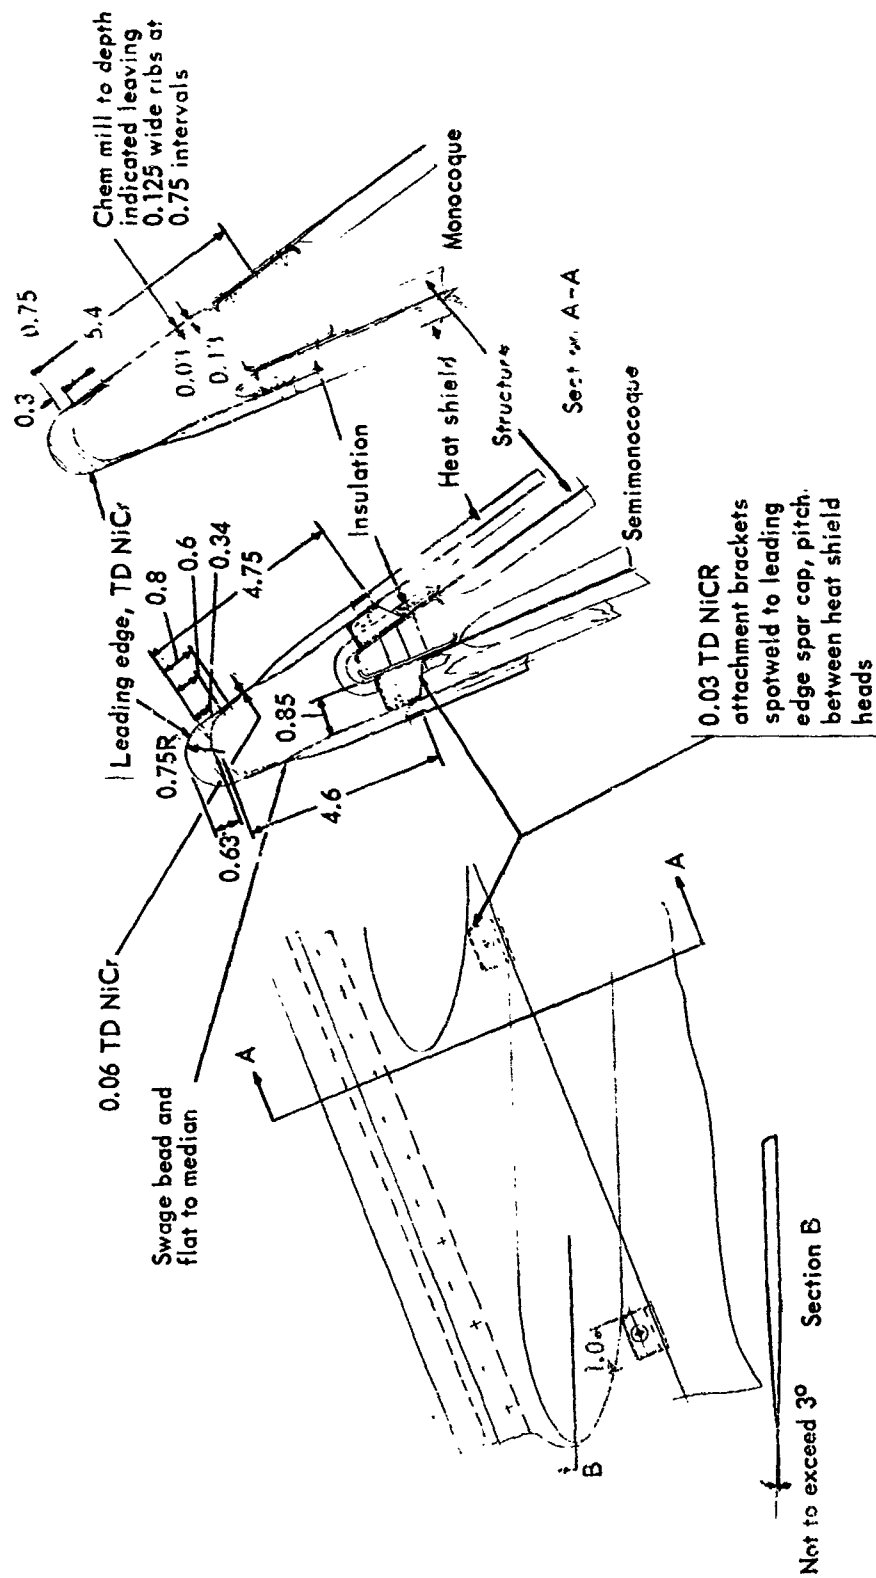 Chem mill to depth
indicated leaving
0.125 wide ribs at
0.75 intervals
0.75
0.3
5.4
0.13
Monocoque
Leading edge, TD NiCr
0.8
0.6
0.34
4.75
0.75R
0.85
0.63
4.6
Insulation
Heat shield
Structure
A-A
Semimonocoque
0.06 TD NiCr
Swage bead and
flat to median
0.03 TD NiCR
attachment brackets
spotweld to leading
edge spar cap, pitch.
between heat shield
heads
A
A
1.0
B
Section B
Not to exceed 3°